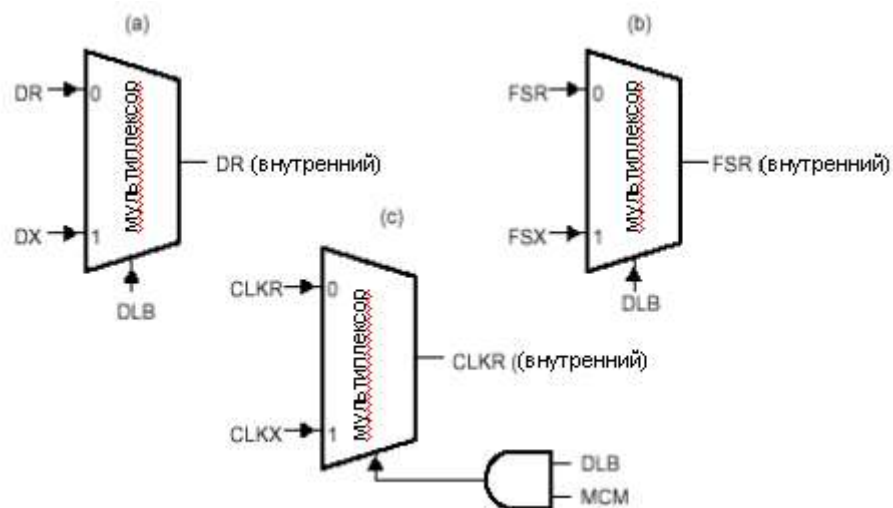 (a)
DR
0
мультиплексор
DR (внутренний)
DX
1
DLB
(b)
FSR
0
мультиплексор
FSR (внутренний)
FSX
1
DLB
(c)
CLKR
0
мультиплексор
CLKR ((внутренний)
CLKX
1
DLB
MCM